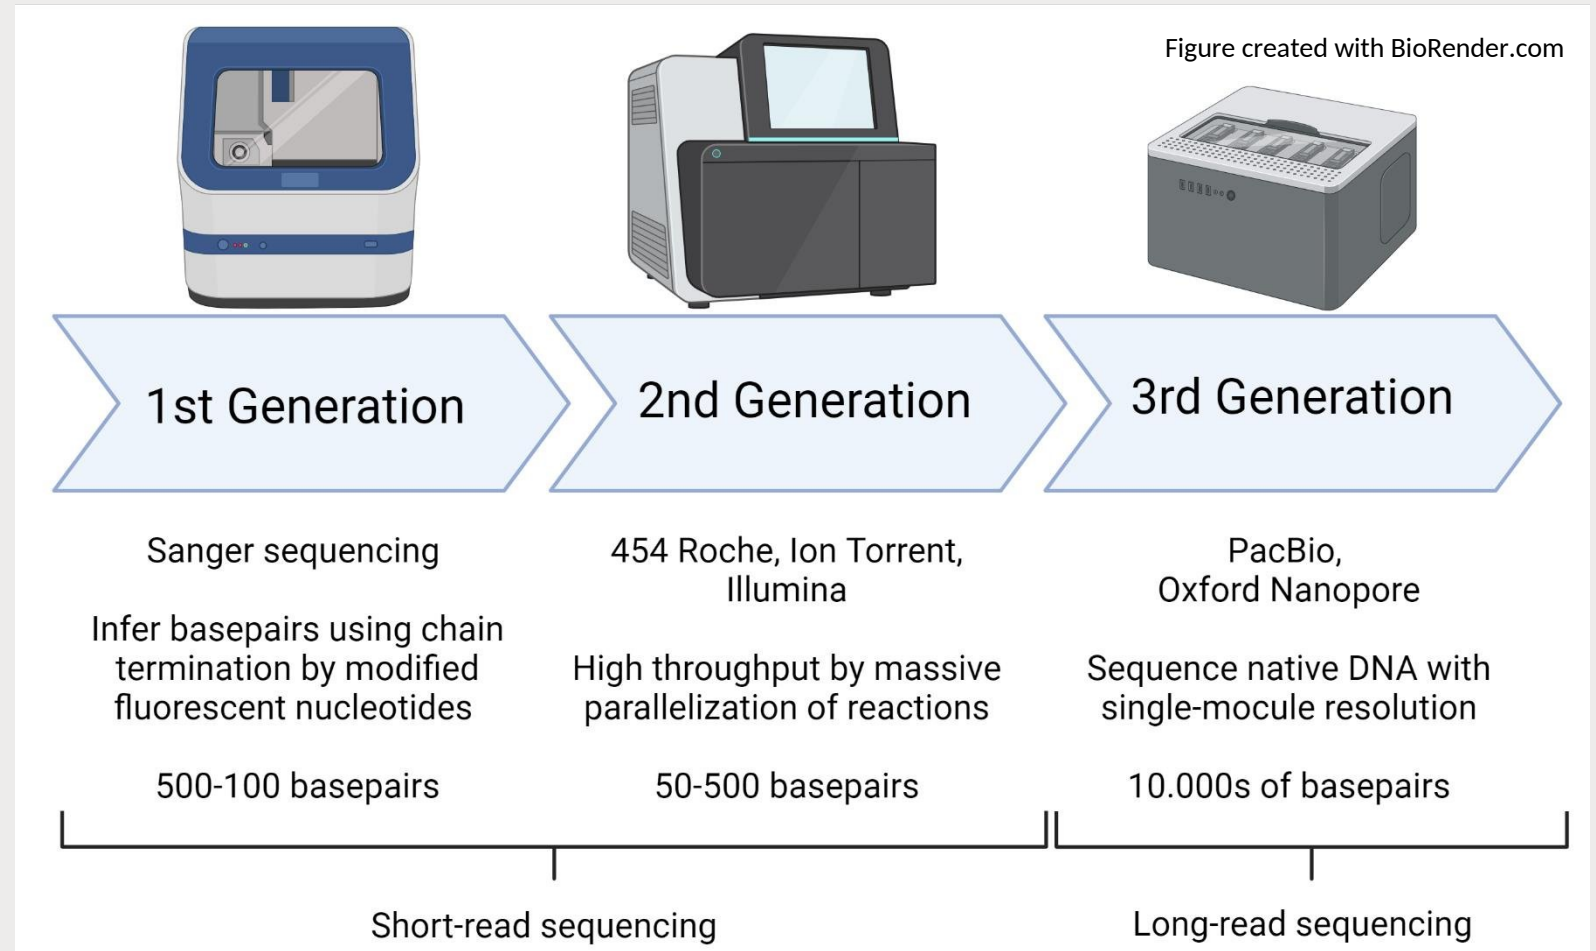 Figure created with BioRender.com
1st Generation
2nd Generation
3rd Generation
Sanger sequencing
Infer basepairs using chain
termination by modified
fluorescent nucleotides
500-100 basepairs
454 Roche, Ion Torrent,
Illumina
High throughput by massive
parallelization of reactions
50-500 basepairs
PacBio,
Oxford Nanopore
Sequence native DNA with
single-mocule resolution
10.000s of basepairs
Short-read sequencing
Long-read sequencing